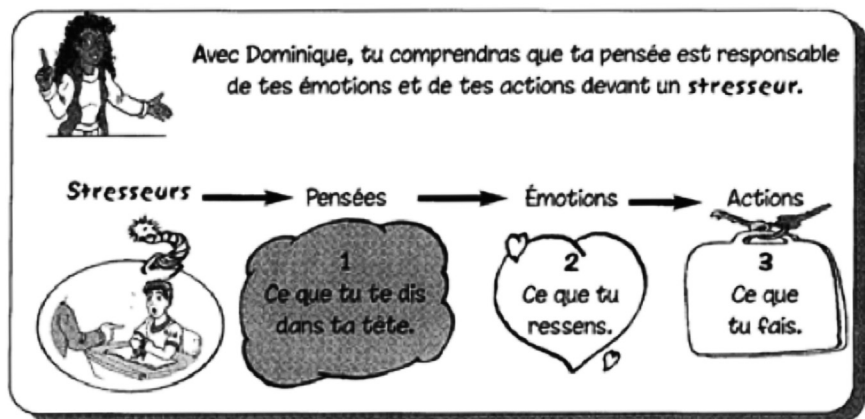 Avec Dominique, tu comprendras que ta pensée est responsable
de tes émotions et de tes actions devant un stresseur.
Stresseurs
Pensées
Émotions
Actions
1
Ce que tu te dis
dans ta tête.
2
Ce que tu
ressens.
3
Ce que
tu fais.